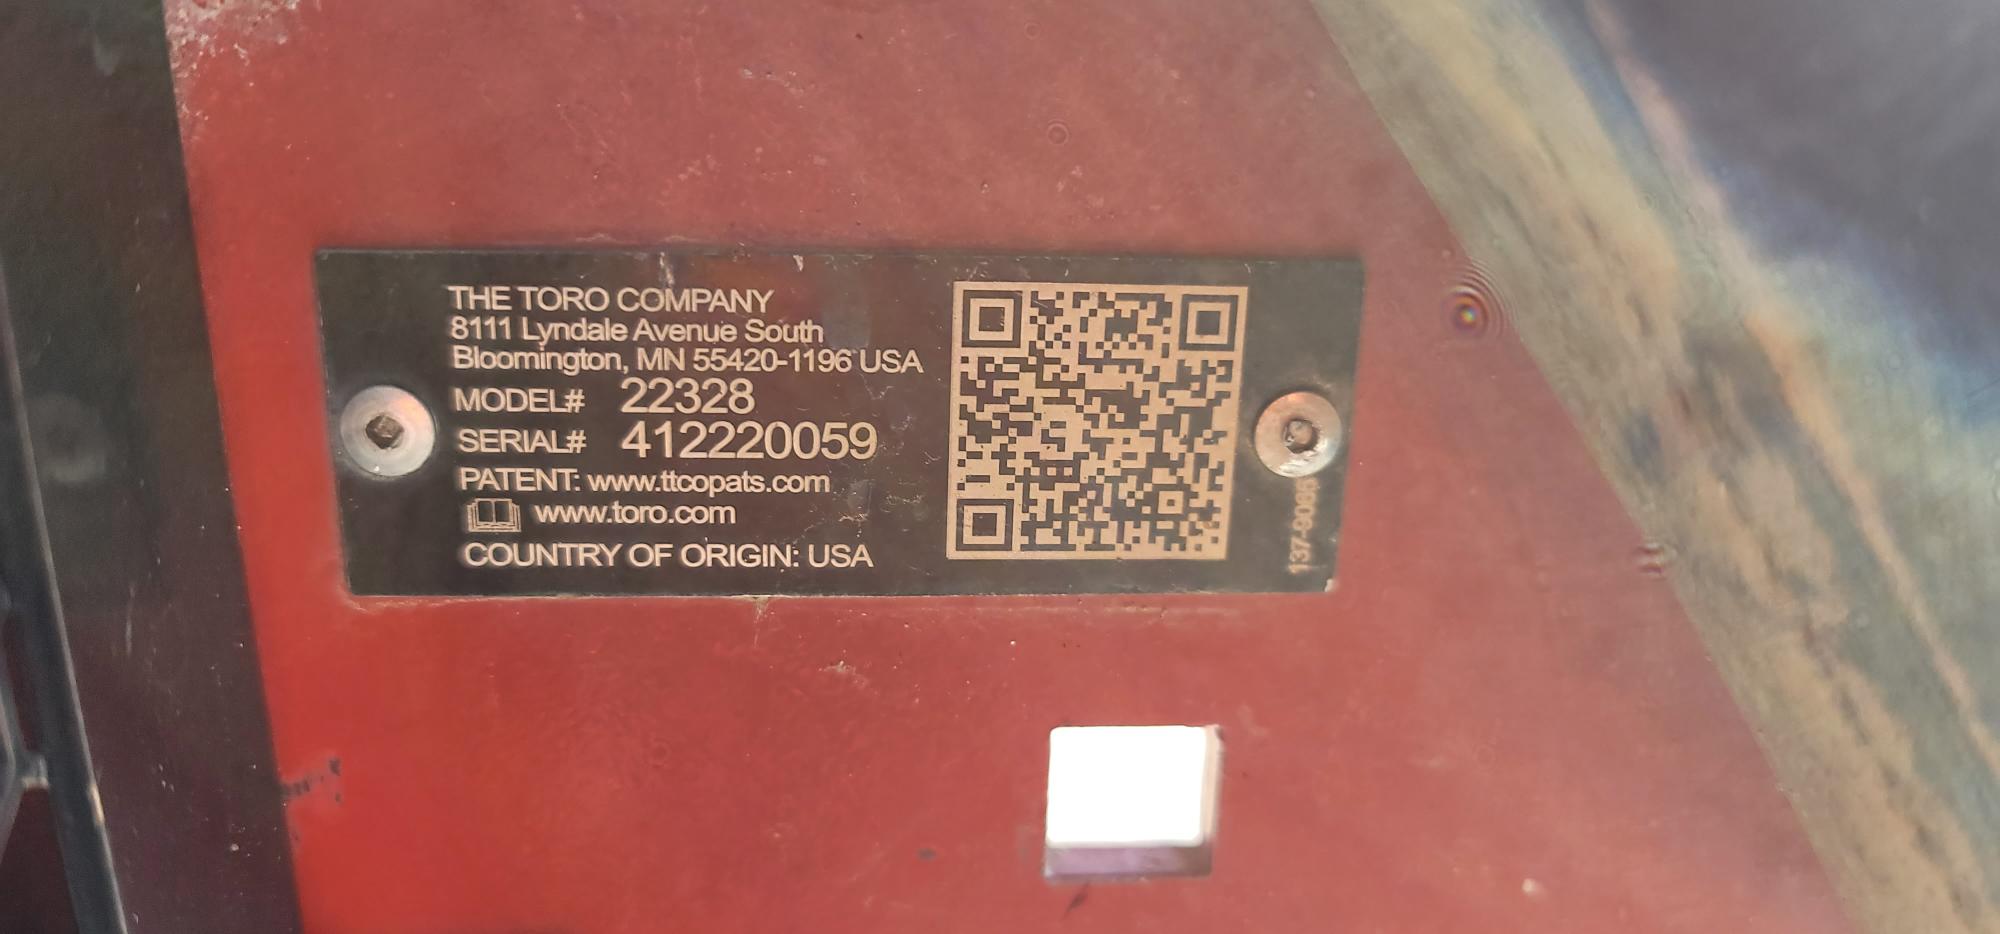 THE TORO COMPANY
8111 Lyndale Avenue South
Bloomington, MN 55420-1196 USA
MODEL# 22328
SERIAL# 412220059
PATENT: www.ttcopats.com
www.toro.com
COUNTRY OF ORIGIN: USA